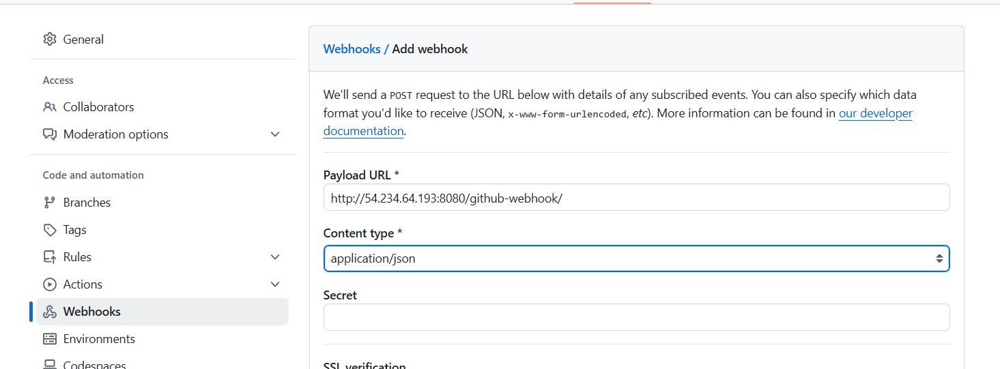 General
Access
Collaborators
Moderation options
Code and automation
Branches
Tags
Rules
Actions
Webhooks
Environments
Codespaces
Webhooks / Add webhook
We'll send a POST request to the URL below with details of any subscribed events. You can also specify which data
format you'd like to receive (JSON, x-www-form-urlencoded, etc). More information can be found in our developer
documentation.
Payload URL *
http://54.234.64.193:8080/github-webhook/
Content type *
application/json
Secret
SSL verification